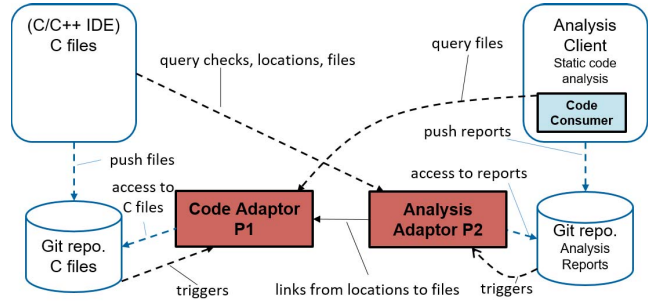 (C/C++ IDE)
C files
query checks, locations, files
query files
Analysis
Client
Static code
analysis
Code
Consumer
push files
push reports
access to
C files
access to reports
Code Adaptor
P1
Analysis
Adaptor P2
Git repo.
C files
Git repo.
Analysis
Reports
triggers
links from locations to files
triggers